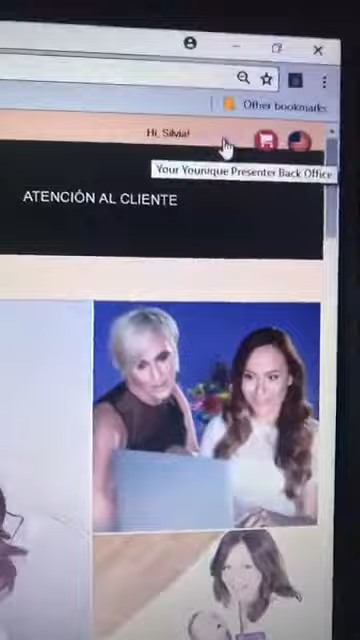 Other bookmarks
Hi, Silvia!
Your Younique Presenter Back Office
ATENCIÓN AL CLIENTE